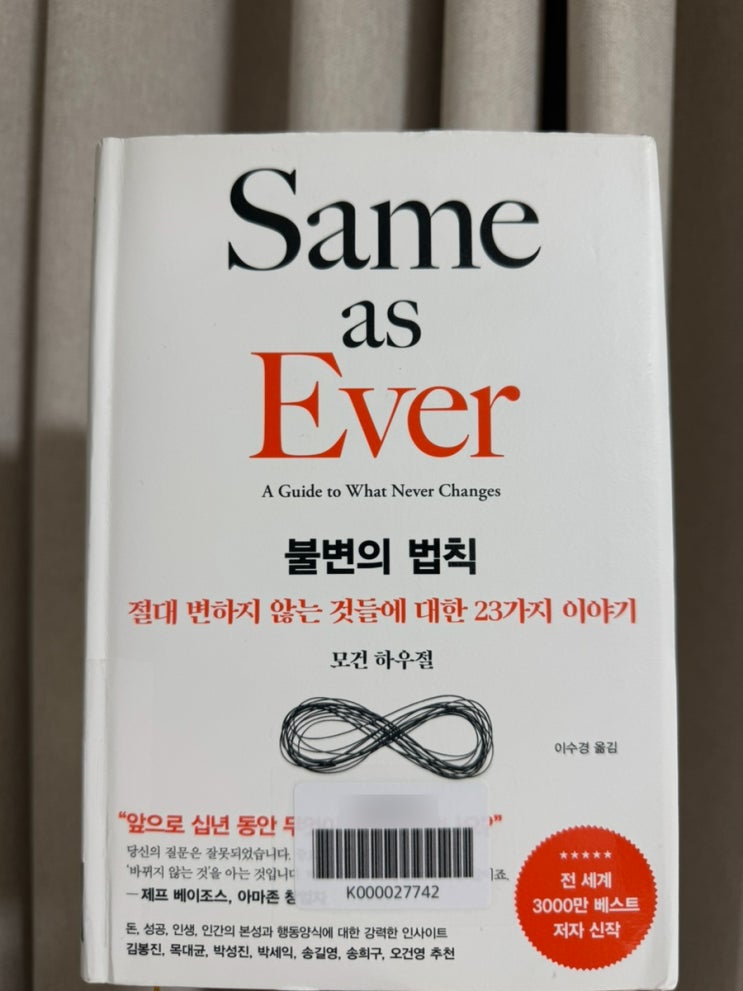 Same
as
Ever
A Guide to What Never Changes
불변의 법칙
절대 변하지 않는 것들에 대한 23가지 이야기
모건 하우절
이수경 옮김
“앞으로 십년 동안
당신의 질문은 잘못되었습니다.
‘바뀌지 않는 것’을 아는 것입니다
— 제프 베이조스, 아마존
K000027742
돈, 성공, 인생, 인간의 본성과 행동양식에 대한 강력한 인사이트
김봉진, 목대균, 박성진, 박세익, 송길영, 송희구, 오건영 추천
★★★★★
전 세계
3000만 베스트
저자 신작